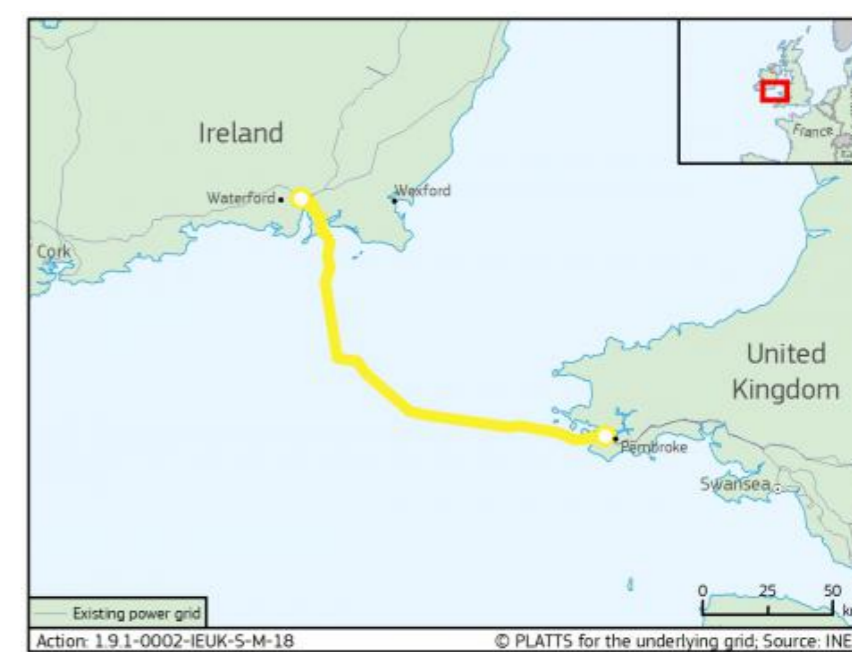 France
Ireland
Waterford
Wexford
Cork
United
Kingdom
Pembroke
Swansea
0 25 50
Existing power grid
Action: 1.9.1-0002-IEUK-S-M-18
© PLATTS for the underlying grid; Source: INE